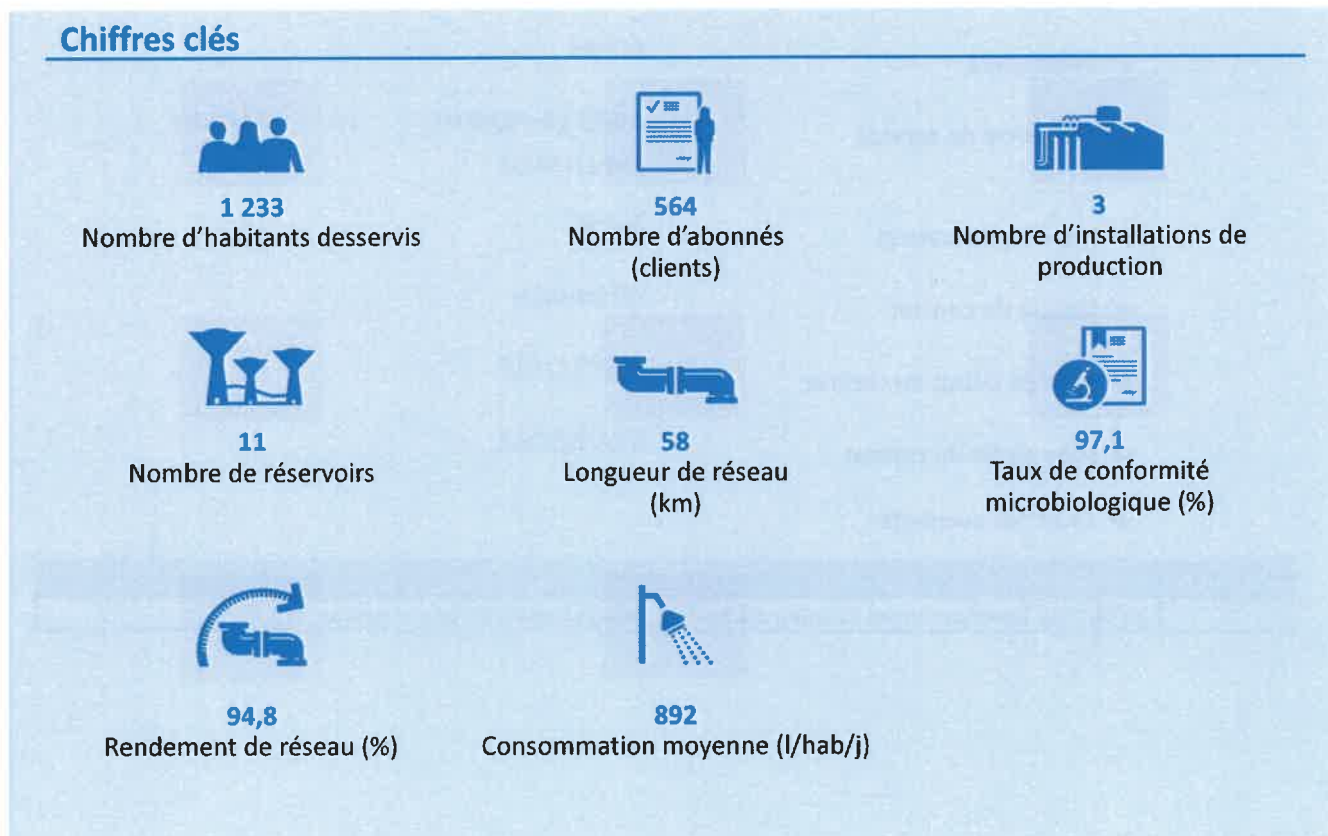 Chiffres clés
1 233
Nombre d'habitants desservis
564
Nombre d'abonnés
(clients)
3
Nombre d'installations de
production
11
Nombre de réservoirs
58
Longueur de réseau
(km)
97,1
Taux de conformité
microbiologique (%)
94,8
Rendement de réseau (%)
892
Consommation moyenne (l/hab/j)